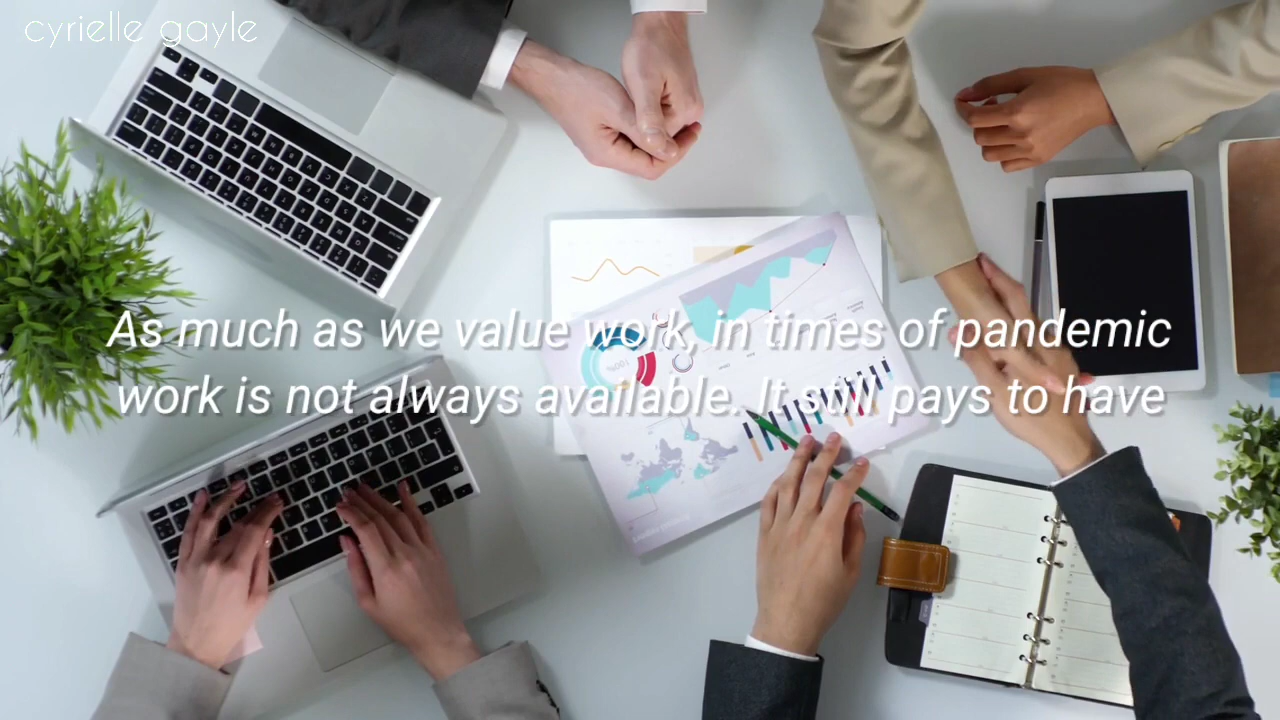 cyrielle gayle
As much as we value work, in times of pandemic
work is not always available. It still pays to have
100%